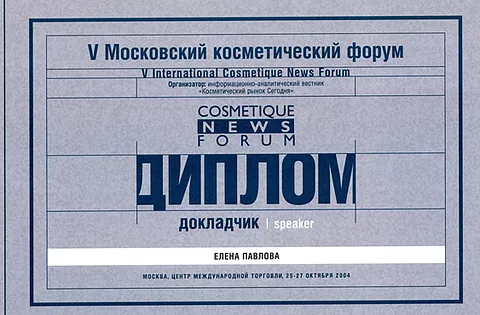 V Московский косметический форум
V International Cosmetique News Forum
Организатор: информационно-аналитический вестник
«Косметический рынок Сегодня»
COSMETIQUE
NEWS
FORUM
ДИПЛОМ
докладчик | speaker
ЕЛЕНА ПАВЛОВА
МОСКВА, ЦЕНТР МЕЖДУНАРОДНОЙ ТОРГОВЛИ, 25-27 ОКТЯБРЯ 2004